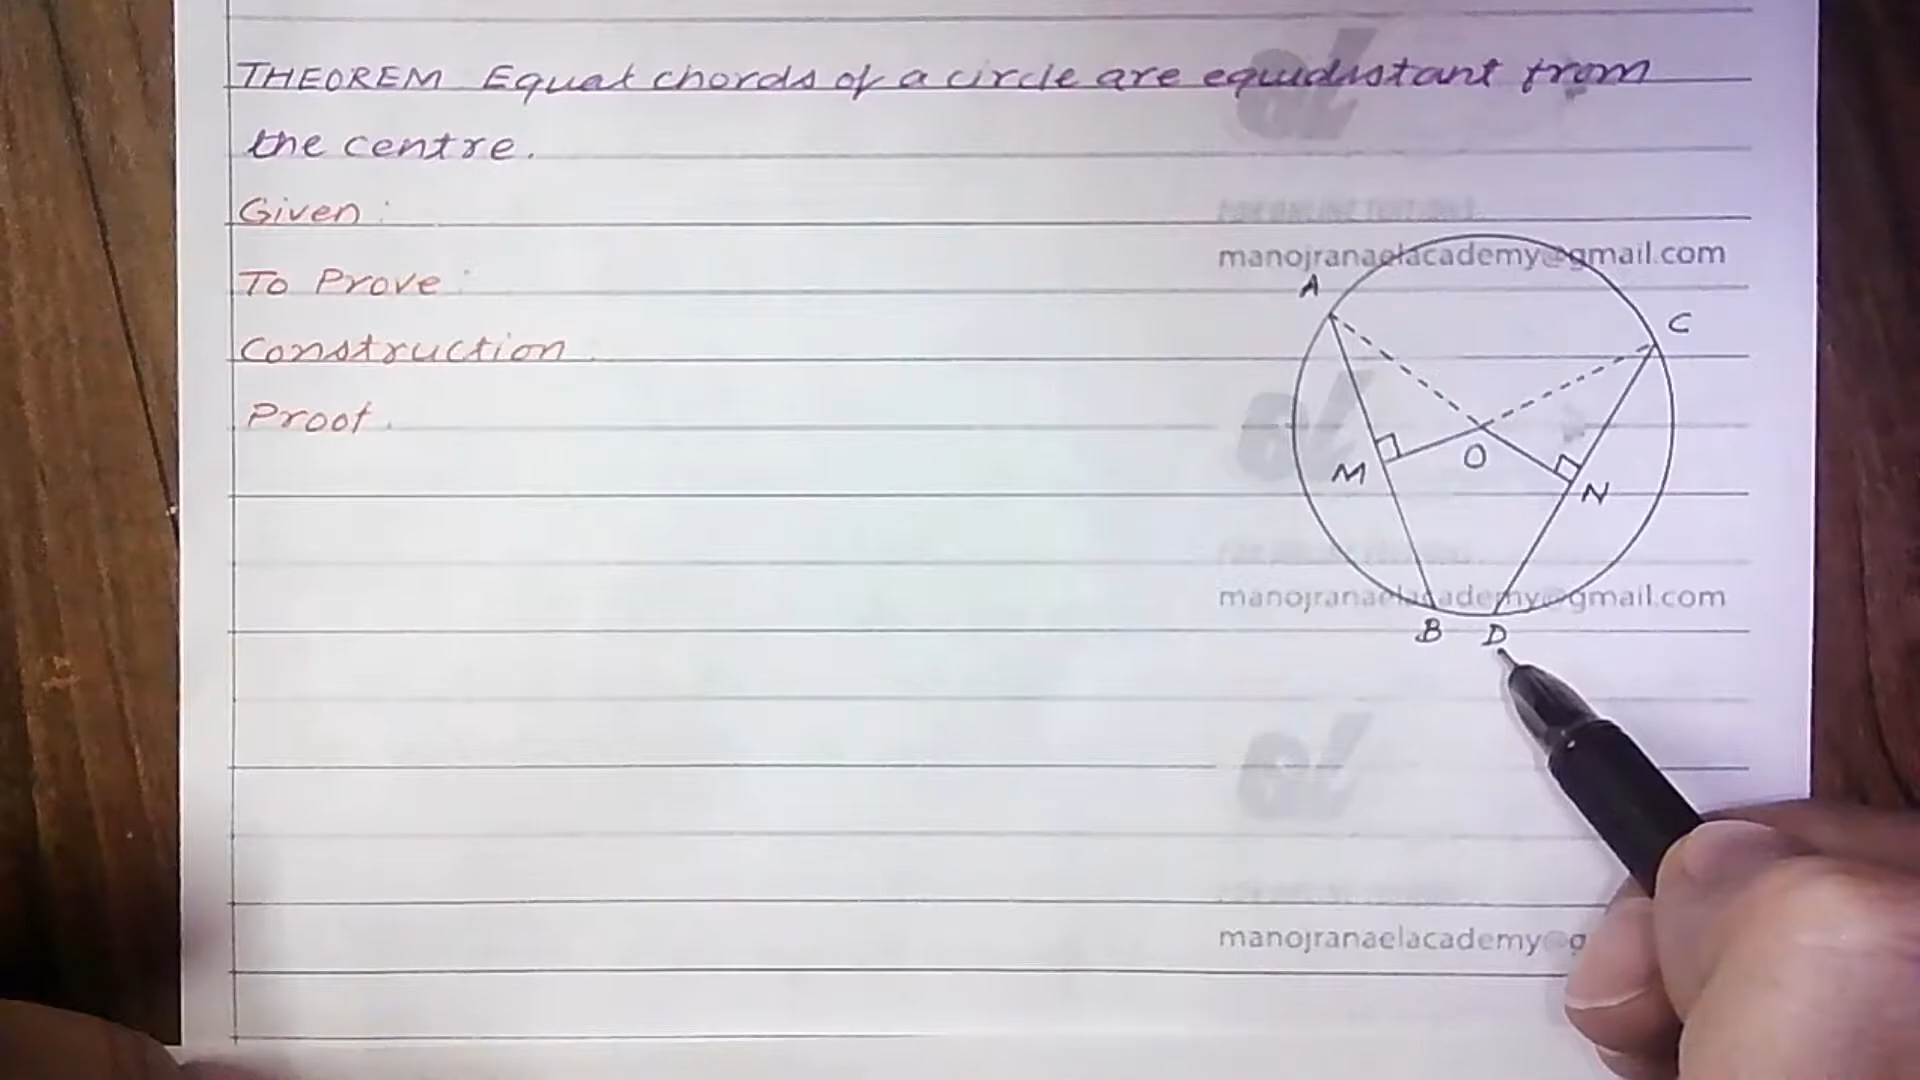 THEOREM Equal chords of a circle are equidistant from
the centre.
Given:
manojranaelacademy@gmail.com
To Prove:
A
C
Construction
Proof.
O
M
N
manojranaelacademy@gmail.com
B D
manojranaelacademy@g